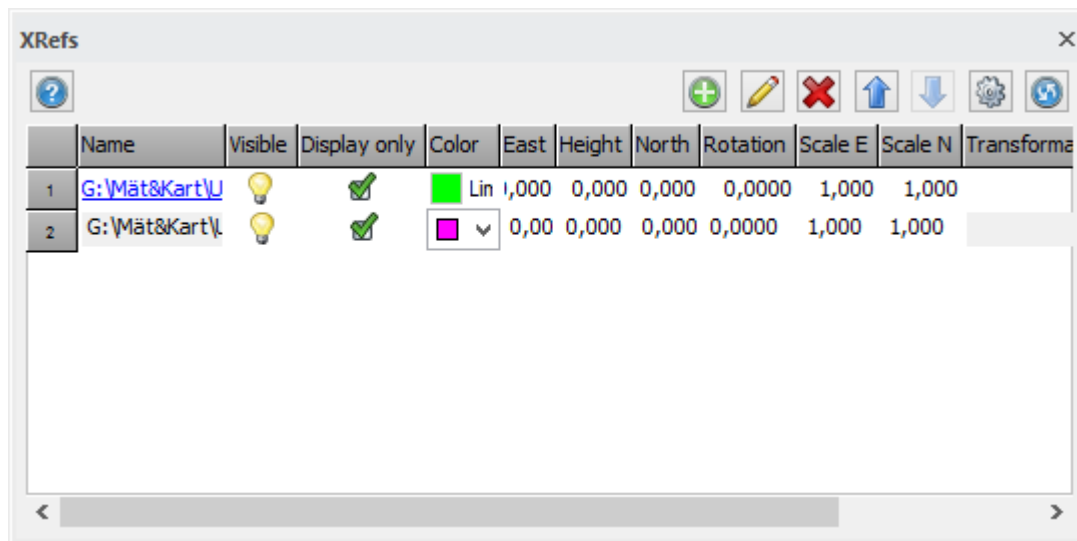 XRefs
Name Visible Display only Color East Height North Rotation Scale E Scale N Transforma
1 G:\Mät&Kart\U Lin ,000 0,000 0,000 0,0000 1,000 1,000
2 G:\Mät&Kart\L 0,00 0,000 0,000 0,0000 1,000 1,000